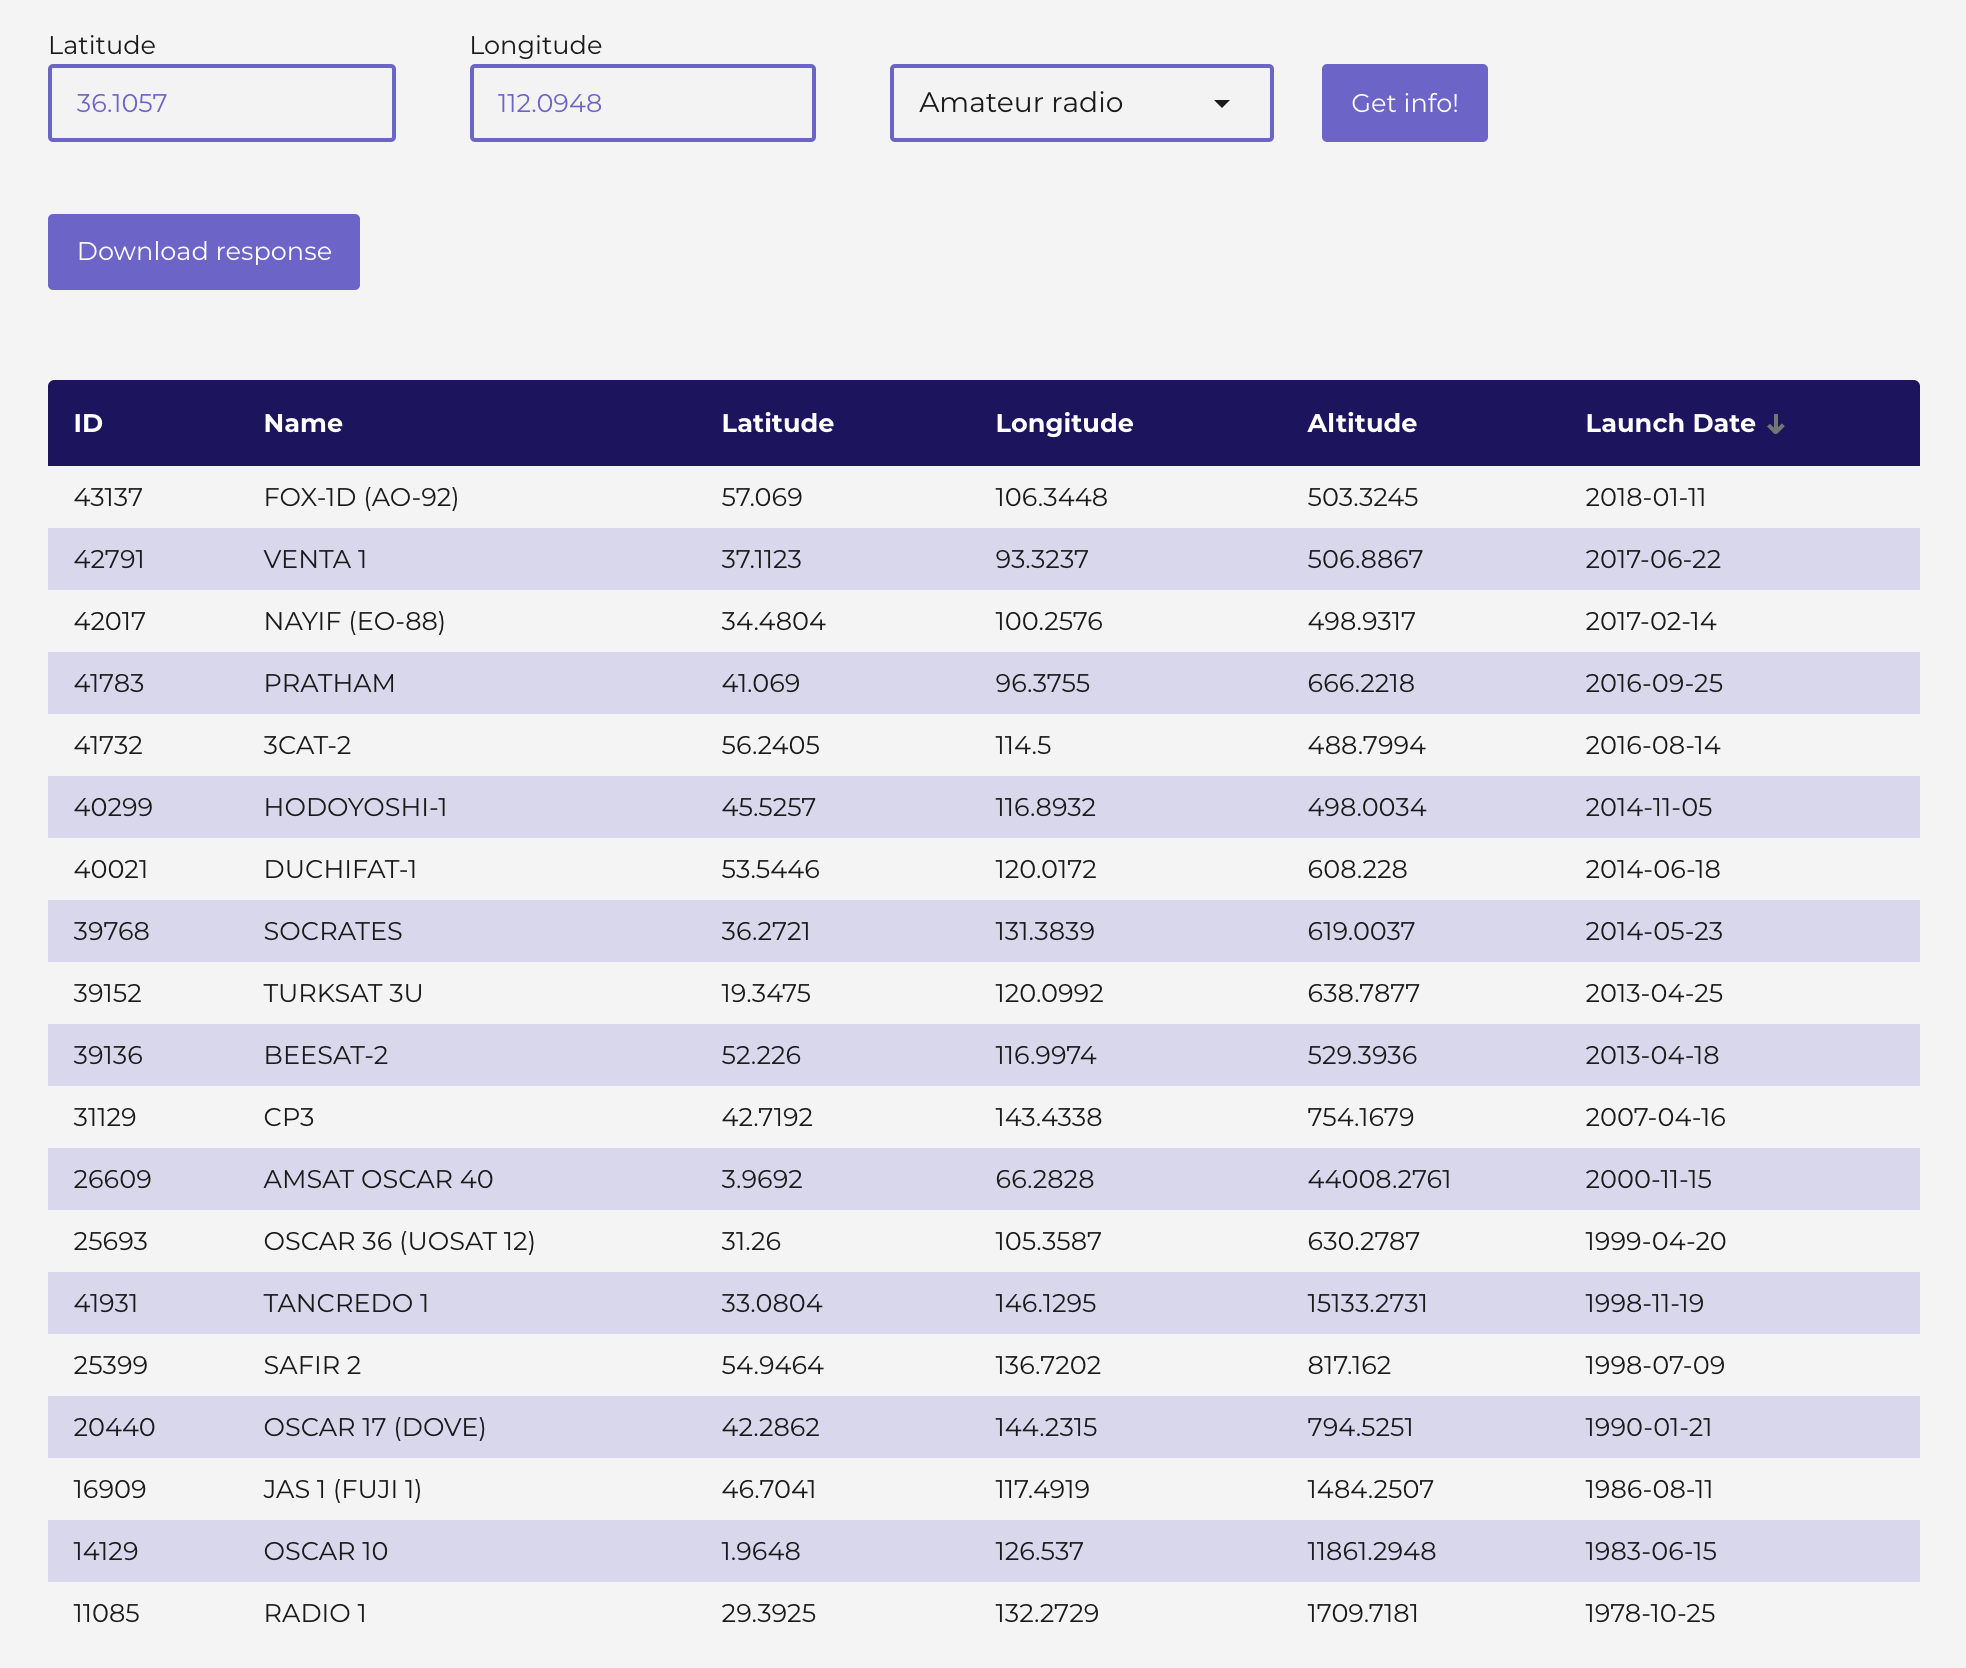 Latitude Longitude
36.1057 112.0948 Amateur radio Get info!
Download response
ID Name Latitude Longitude Altitude Launch Date ↓
43137 FOX-1D (AO-92) 57.069 106.3448 503.3245 2018-01-11
42791 VENTA 1 37.1123 93.3237 506.8867 2017-06-22
42017 NAYIF (EO-88) 34.4804 100.2576 498.9317 2017-02-14
41783 PRATHAM 41.069 96.3755 666.2218 2016-09-25
41732 3CAT-2 56.2405 114.5 488.7994 2016-08-14
40299 HODOYOSHI-1 45.5257 116.8932 498.0034 2014-11-05
40021 DUCHIFAT-1 53.5446 120.0172 608.228 2014-06-18
39768 SOCRATES 36.2721 131.3839 619.0037 2014-05-23
39152 TURKSAT 3U 19.3475 120.0992 638.7877 2013-04-25
39136 BEESAT-2 52.226 116.9974 529.3936 2013-04-18
31129 CP3 42.7192 143.4338 754.1679 2007-04-16
26609 AMSAT OSCAR 40 3.9692 66.2828 44008.2761 2000-11-15
25693 OSCAR 36 (UOSAT 12) 31.26 105.3587 630.2787 1999-04-20
41931 TANCREDO 1 33.0804 146.1295 15133.2731 1998-11-19
25399 SAFIR 2 54.9464 136.7202 817.162 1998-07-09
20440 OSCAR 17 (DOVE) 42.2862 144.2315 794.5251 1990-01-21
16909 JAS 1 (FUJI 1) 46.7041 117.4919 1484.2507 1986-08-11
14129 OSCAR 10 1.9648 126.537 11861.2948 1983-06-15
11085 RADIO 1 29.3925 132.2729 1709.7181 1978-10-25